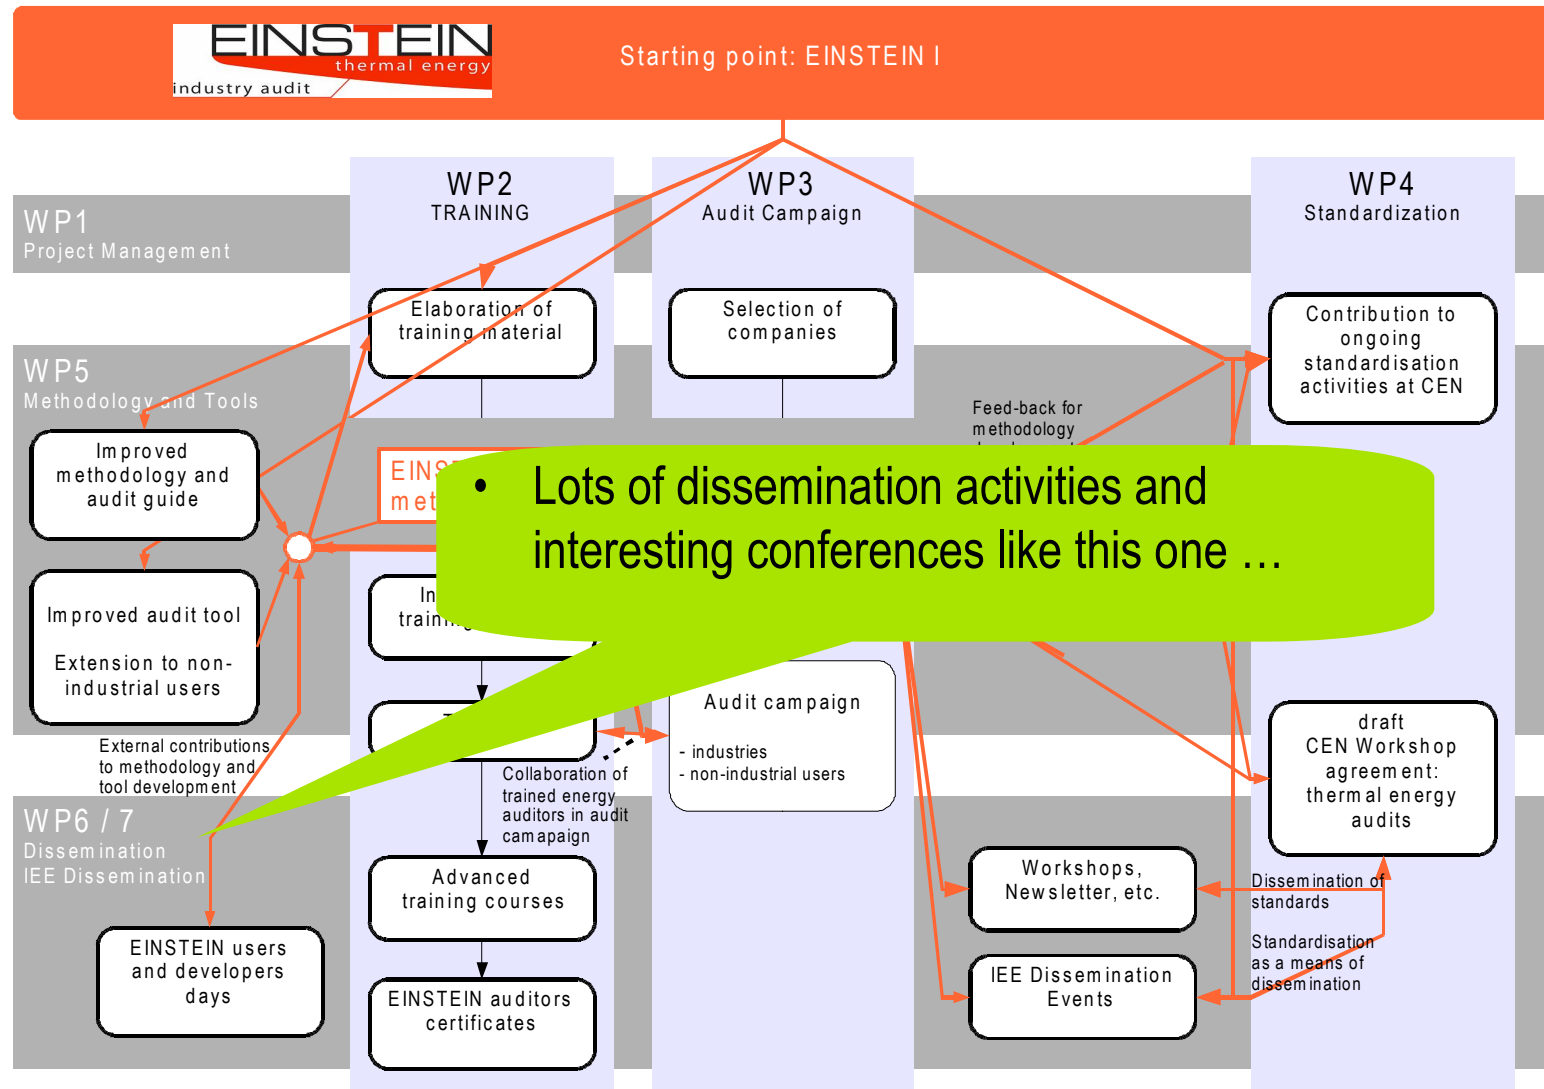 EINSTEIN
thermal energy
industry audit
Starting point: EINSTEIN I
WP2
TRAINING
WP3
Audit Campaign
WP4
Standardization
WP1
Project Management
Elaboration of
training material
Selection of
companies
Contribution to
ongoing
standardisation
activities at CEN
WP5
Methodology and Tools
Feed-back for
methodology
Improved
methodology and
audit guide
• Lots of dissemination activities and
interesting conferences like this one …
Improved audit tool
Extension to non-
industrial users
Audit campaign
- industries
- non-industrial users
draft
CEN Workshop
agreement:
thermal energy
audits
External contributions
to methodology and
tool development
Collaboration of
trained energy
auditors in audit
camapaign
WP6 / 7
Dissemination
IEE Dissemination
Advanced
training courses
Workshops,
Newsletter, etc.
Dissemination of
standards
EINSTEIN users
and developers
days
EINSTEIN auditors
certificates
IEE Dissemination
Events
Standardisation
as a means of
dissemination